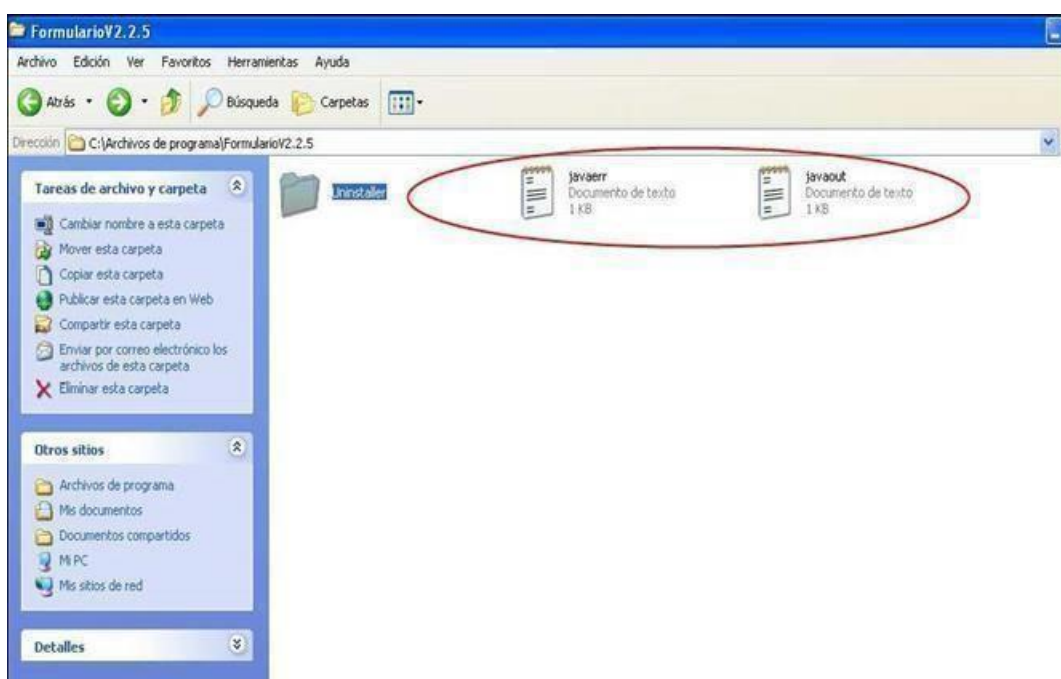 FormularioV2.2.5
Archivo Edición Ver Favoritos Herramientas Ayuda
Atrás Búsqueda Carpetas
Dirección C:\Archivos de programa\FormularioV2.2.5
Tareas de archivo y carpeta
Cambiar nombre a esta carpeta
Mover esta carpeta
Copiar esta carpeta
Publicar esta carpeta en Web
Compartir esta carpeta
Enviar por correo electrónico los
archivos de esta carpeta
Eliminar esta carpeta
Otros sitios
Archivos de programa
Mis documentos
Documentos compartidos
Mi PC
Mis sitios de red
Detalles
Uninstaller
javaerr
Documento de texto
1 KB
javaout
Documento de texto
1 KB